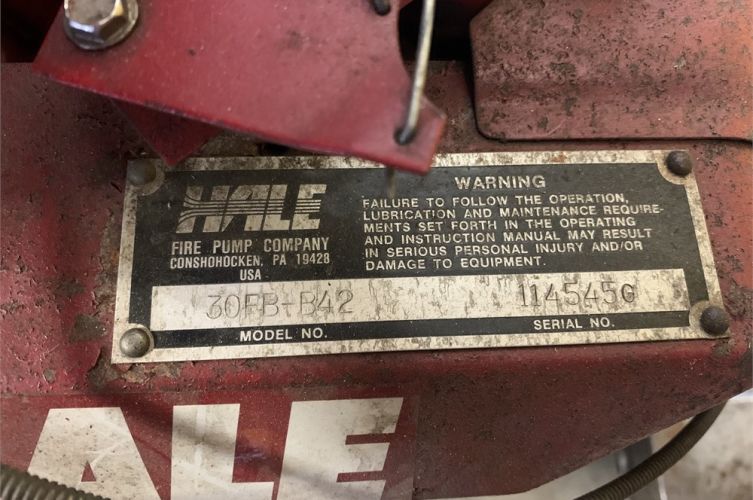 HALE
FIRE PUMP COMPANY
CONSHOHOCKEN, PA 19428
USA
WARNING
FAILURE TO FOLLOW THE OPERATION,
LUBRICATION AND MAINTENANCE REQUIRE-
MENTS SET FORTH IN THE OPERATING
AND INSTRUCTION MANUAL MAY RESULT
IN SERIOUS PERSONAL INJURY AND/OR
DAMAGE TO EQUIPMENT.
30FB-B42
MODEL NO.
SERIAL NO.
ALE